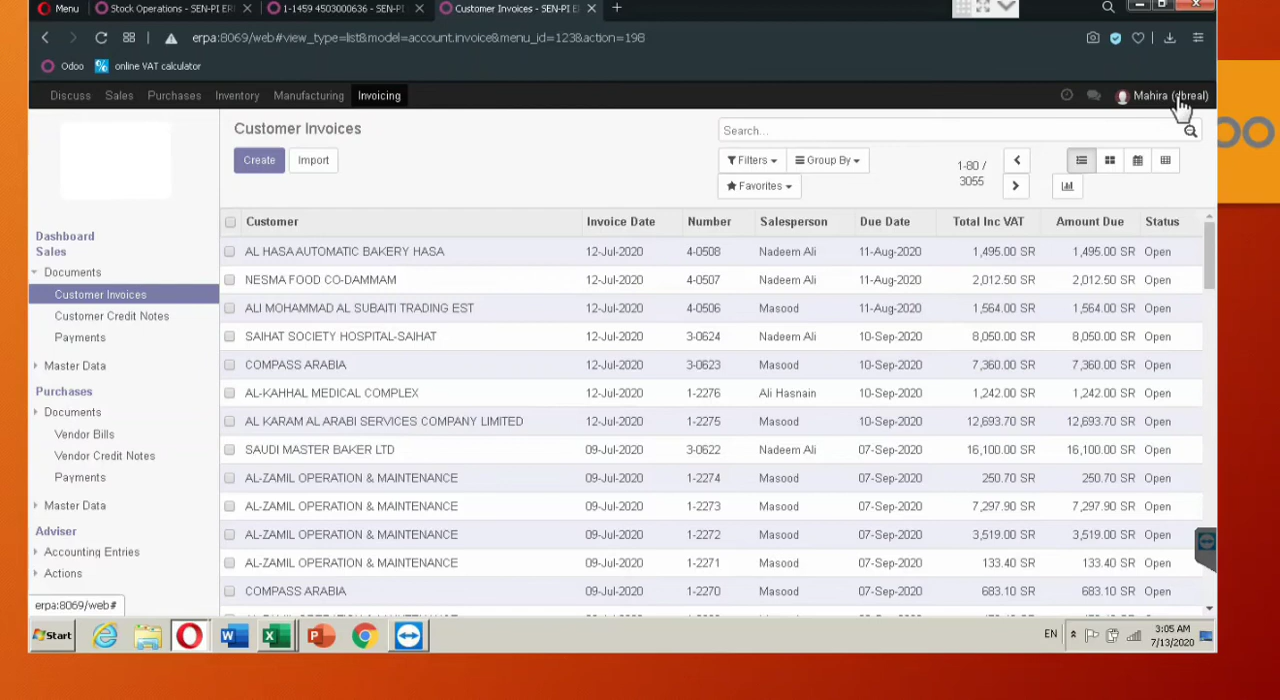 Menu Stock Operations - SEN-PI ER 1-1459 4503000636 - SEN-PI Customer Invoices - SEN-PI E
erpa:8069/web#view_type=list&model=account.invoice&menu_id=123&action=198
Odoo % online VAT calculator
Discuss Sales Purchases Inventory Manufacturing Invoicing Mahira (dbreal)
Customer Invoices Search...
Create Import Filters Group By 1-80 / 3055
Favorites
Customer Invoice Date Number Salesperson Due Date Total Inc VAT Amount Due Status
AL HASA AUTOMATIC BAKERY HASA 12-Jul-2020 4-0508 Nadeem Ali 11-Aug-2020 1,495.00 SR 1,495.00 SR Open
NESMA FOOD CO-DAMMAM 12-Jul-2020 4-0507 Nadeem Ali 11-Aug-2020 2,012.50 SR 2,012.50 SR Open
ALI MOHAMMAD AL SUBAITI TRADING EST 12-Jul-2020 4-0506 Masood 11-Aug-2020 1,564.00 SR 1,564.00 SR Open
SAIHAT SOCIETY HOSPITAL-SAIHAT 12-Jul-2020 3-0624 Nadeem Ali 10-Sep-2020 8,050.00 SR 8,050.00 SR Open
COMPASS ARABIA 12-Jul-2020 3-0623 Masood 10-Sep-2020 7,360.00 SR 7,360.00 SR Open
AL-KAHHAL MEDICAL COMPLEX 12-Jul-2020 1-2276 Ali Hasnain 10-Sep-2020 1,242.00 SR 1,242.00 SR Open
AL KARAM AL ARABI SERVICES COMPANY LIMITED 12-Jul-2020 1-2275 Masood 10-Sep-2020 12,693.70 SR 12,693.70 SR Open
SAUDI MASTER BAKER LTD 09-Jul-2020 3-0622 Nadeem Ali 07-Sep-2020 16,100.00 SR 16,100.00 SR Open
AL-ZAMIL OPERATION & MAINTENANCE 09-Jul-2020 1-2274 Masood 07-Sep-2020 250.70 SR 250.70 SR Open
AL-ZAMIL OPERATION & MAINTENANCE 09-Jul-2020 1-2273 Masood 07-Sep-2020 7,297.90 SR 7,297.90 SR Open
AL-ZAMIL OPERATION & MAINTENANCE 09-Jul-2020 1-2272 Masood 07-Sep-2020 3,519.00 SR 3,519.00 SR Open
AL-ZAMIL OPERATION & MAINTENANCE 09-Jul-2020 1-2271 Masood 07-Sep-2020 133.40 SR 133.40 SR Open
COMPASS ARABIA 09-Jul-2020 1-2270 Masood 07-Sep-2020 683.10 SR 683.10 SR Open
Dashboard
Sales
Documents
Customer Invoices
Customer Credit Notes
Payments
Master Data
Purchases
Documents
Vendor Bills
Vendor Credit Notes
Payments
Master Data
Adviser
Accounting Entries
Actions
erpa:8069/web#
Start EN 3:05 AM
7/13/2020